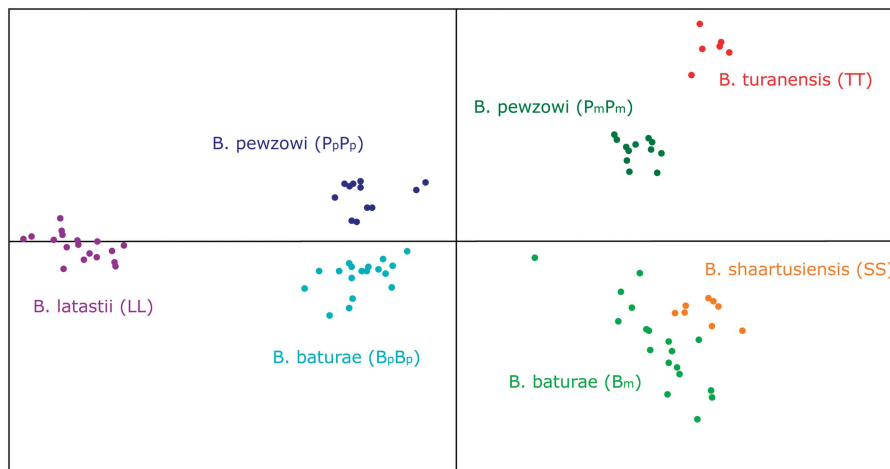 B. turanensis (TT)
B. pewzowi (PmPm)
B. pewzowi (PpPp)
B. shaartusiensis (SS)
B. latastii (LL)
B. baturae (BpBp)
B. baturae (Bm)